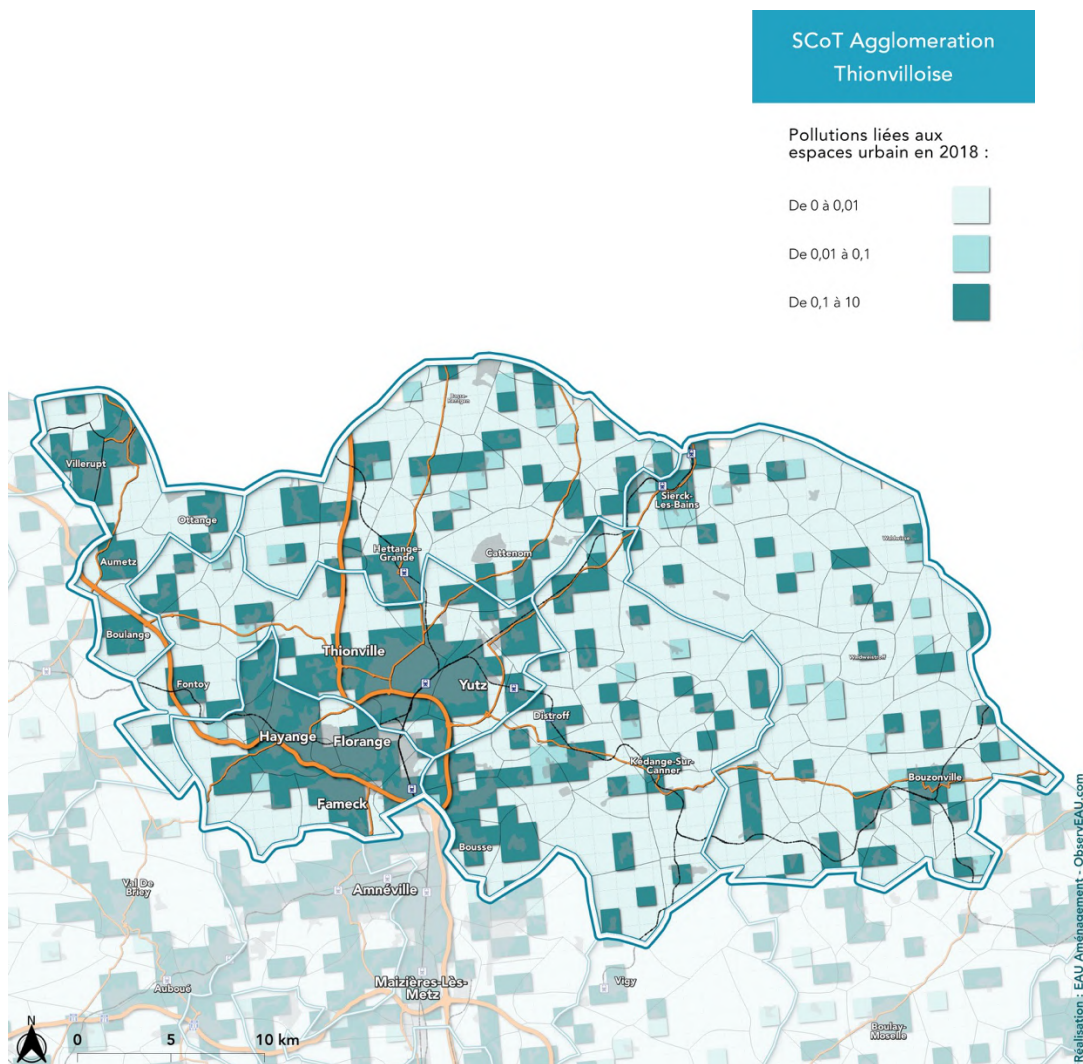 SCoT Agglomeration
Thionvilloise
Pollutions liées aux
espaces urbain en 2018 :
De 0 à 0,01
De 0,01 à 0,1
De 0,1 à 10
Villerupt
Ottange
Aumetz
Hettange-
Grande
Cattenom
Sierck-
Les-Bains
Boulange
Fontoy
Thionville
Yutz
Distroff
Hayange
Florange
Kédange-Sur-
Canner
Bouzonville
Fameck
Bousse
Val De
Briey
Amnéville
Maizières-Lès-
Metz
Auboué
Vigy
Boulay-
Moselle
N
0 5 10 km
Réalisation : EAU Aménagement - ObservEAU.com